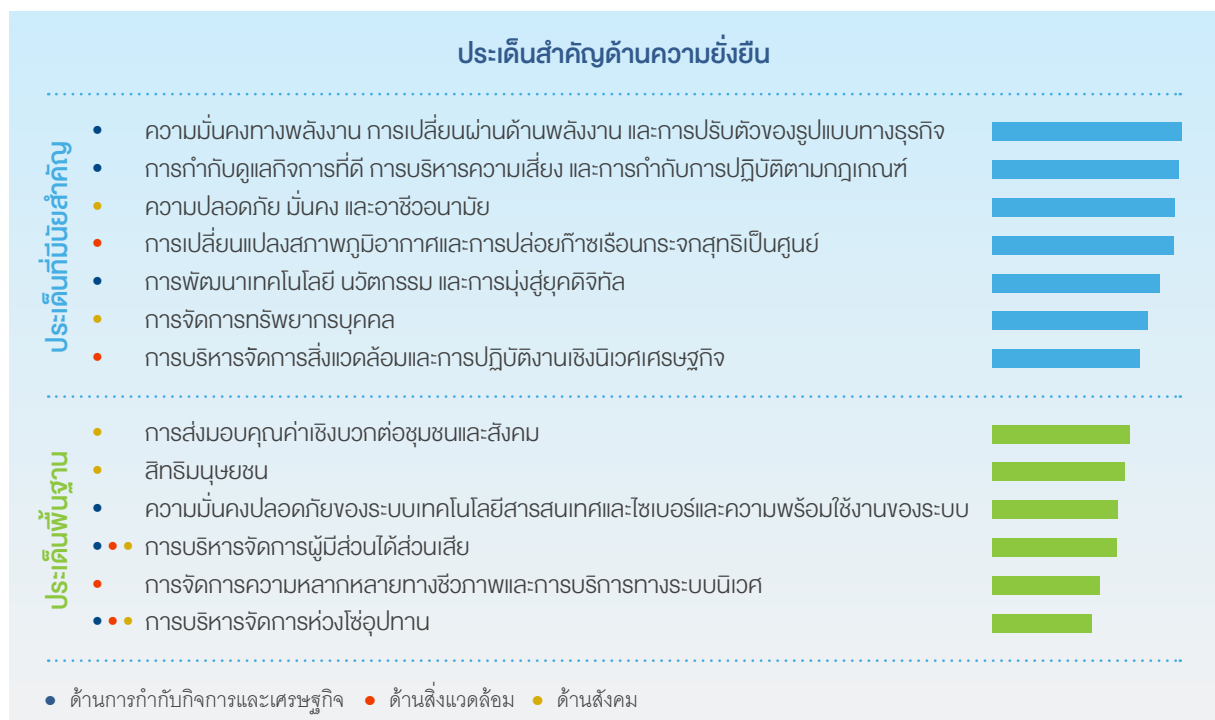 ประเด็นสำคัญด้านความยั่งยืน
ประเด็นที่มีนัยสำคัญ
ความมั่นคงทางพลังงาน การเปลี่ยนผ่านด้านพลังงาน และการปรับตัวของรูปแบบทางธุรกิจ
การกำกับดูแลกิจการที่ดี การบริหารความเสี่ยง และการกำกับการปฏิบัติตามกฎเกณฑ์
ความปลอดภัย มั่นคง และอาชีวอนามัย
การเปลี่ยนแปลงสภาพภูมิอากาศและการปล่อยก๊าซเรือนกระจกสุทธิเป็นศูนย์
การพัฒนาเทคโนโลยี นวัตกรรม และการมุ่งสู่ยุคดิจิทัล
การจัดการทรัพยากรบุคคล
การบริหารจัดการสิ่งแวดล้อมและการปฏิบัติงานเชิงนิเวศเศรษฐกิจ
ประเด็นพื้นฐาน
การส่งมอบคุณค่าเชิงบวกต่อชุมชนและสังคม
สิทธิมนุษยชน
ความมั่นคงปลอดภัยของระบบเทคโนโลยีสารสนเทศและไซเบอร์และความพร้อมใช้งานของระบบ
การบริหารจัดการผู้มีส่วนได้ส่วนเสีย
การจัดการความหลากหลายทางชีวภาพและการบริการทางระบบนิเวศ
การบริหารจัดการห่วงโซ่อุปทาน
ด้านการกำกับกิจการและเศรษฐกิจ ด้านสิ่งแวดล้อม ด้านสังคม